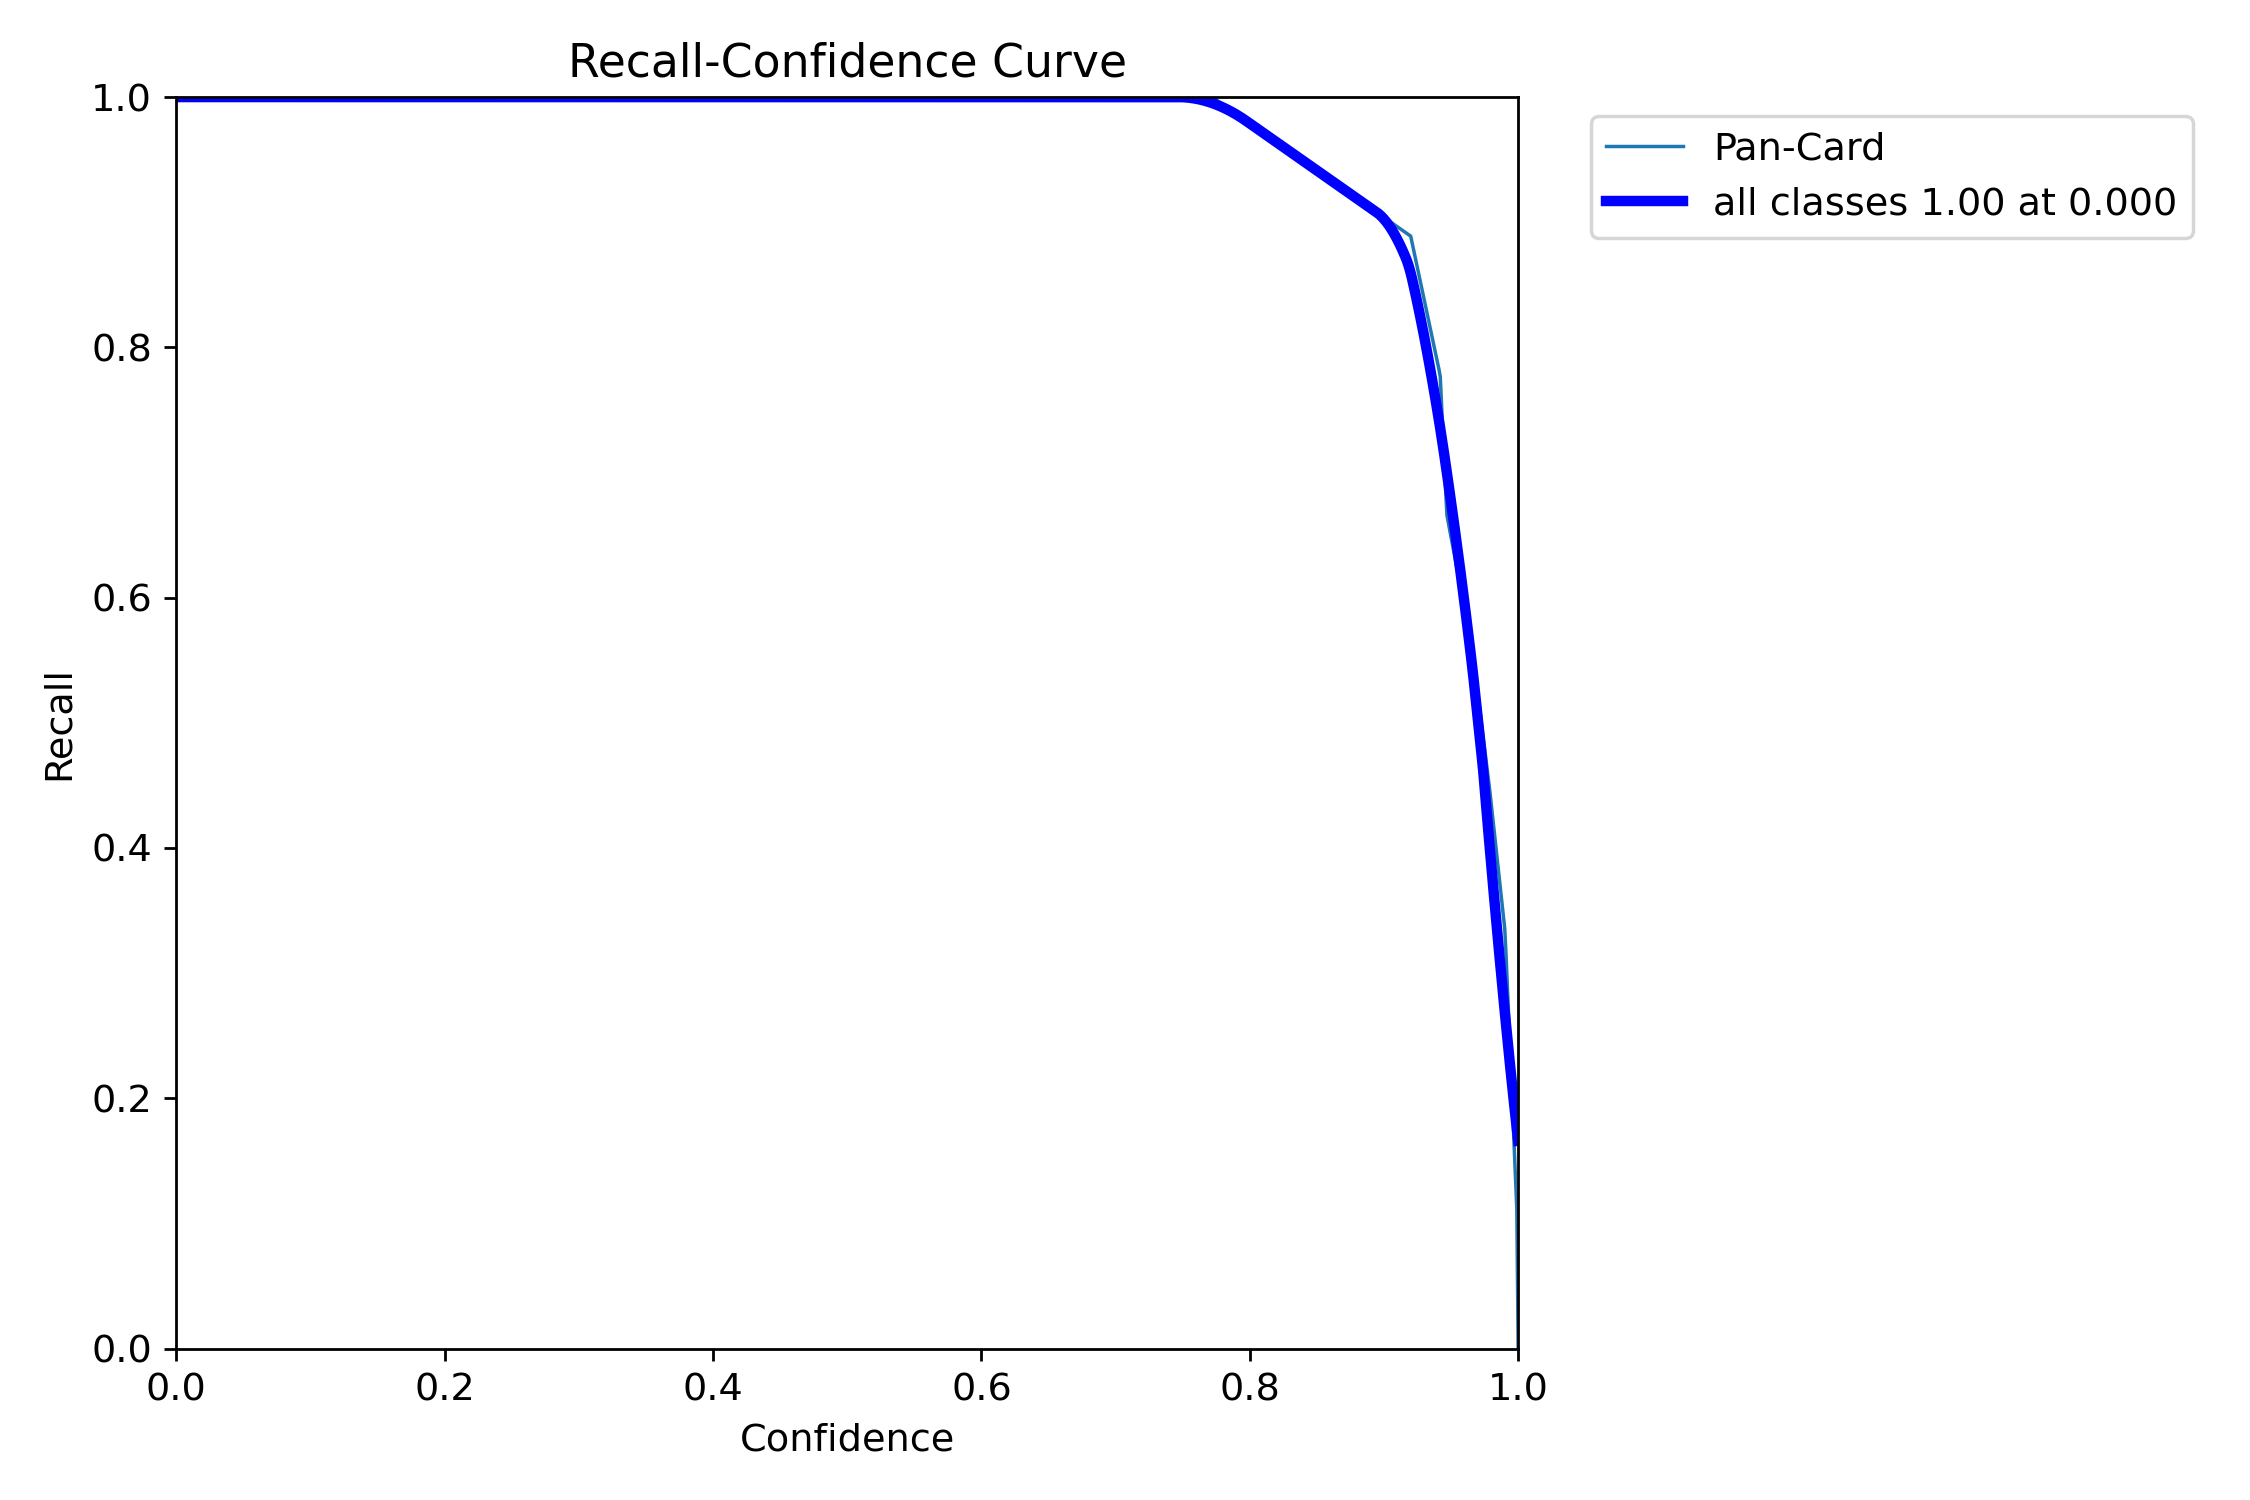 Recall-Confidence Curve
1.0
0.8
0.6
0.4
0.2
0.0
Recall
0.0 0.2 0.4 0.6 0.8 1.0
Confidence
Pan-Card
all classes 1.00 at 0.000